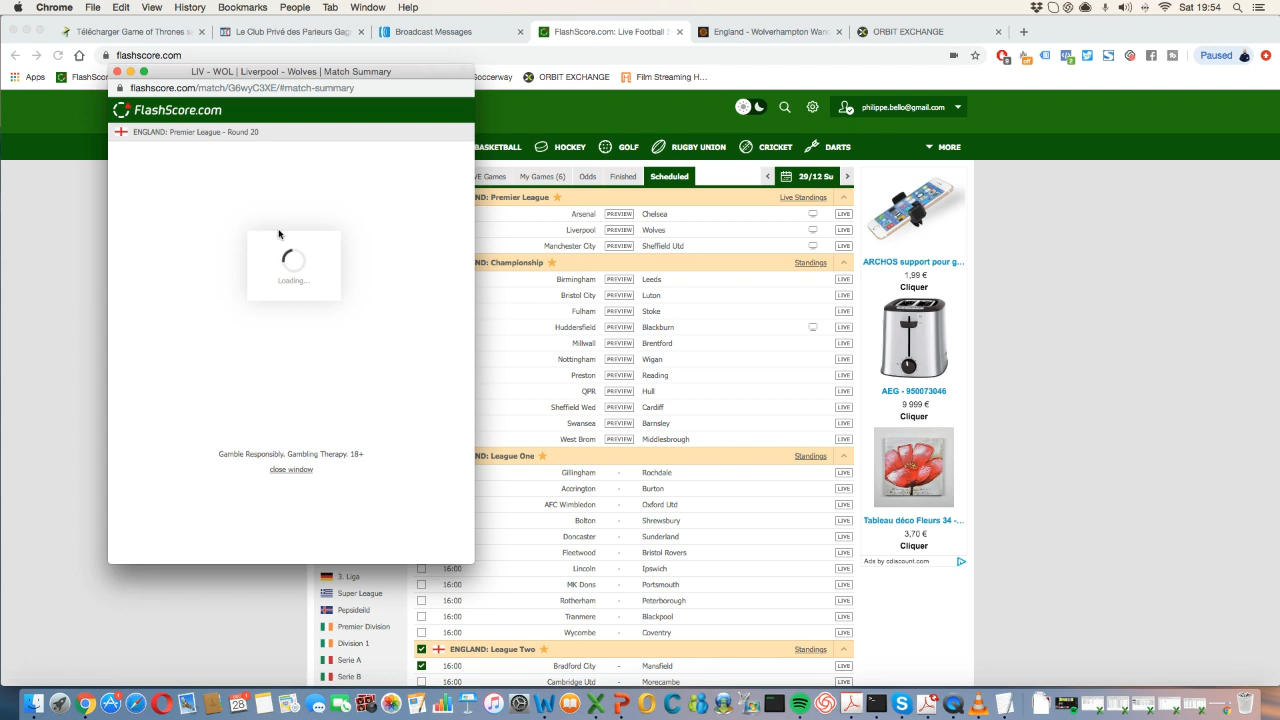 Chrome File Edit View History Bookmarks People Tab Window Help Sat 19:54
Télécharger Game of Thrones s Le Club Privé des Parieurs Gag Broadcast Messages FlashScore.com: Live Football England - Wolverhampton Wan ORBIT EXCHANGE
flashscore.com Paused
Apps FlashSco Soccerway ORBIT EXCHANGE Film Streaming H...
LIV - WOL | Liverpool - Wolves | Match Summary
flashscore.com/match/G6wyC3XE/#match-summary
FlashScore.com
ENGLAND: Premier League - Round 20
Loading...
Gamble Responsibly. Gambling Therapy. 18+
close window
philippe.bello@gmail.com
BASKETBALL HOCKEY GOLF RUGBY UNION CRICKET DARTS MORE
VE Games My Games (6) Odds Finished Scheduled 29/12 Su
ND: Premier League Live Standings
Arsenal PREVIEW Chelsea LIVE
Liverpool PREVIEW Wolves LIVE
Manchester City PREVIEW Sheffield Utd LIVE
ND: Championship Standings
Birmingham PREVIEW Leeds LIVE
Bristol City PREVIEW Luton LIVE
Fulham PREVIEW Stoke LIVE
Huddersfield PREVIEW Blackburn LIVE
Millwall PREVIEW Brentford LIVE
Nottingham PREVIEW Wigan LIVE
Preston PREVIEW Reading LIVE
QPR PREVIEW Hull LIVE
Sheffield Wed PREVIEW Cardiff LIVE
Swansea PREVIEW Barnsley LIVE
West Brom PREVIEW Middlesbrough LIVE
ND: League One Standings
Gillingham - Rochdale LIVE
Accrington - Burton LIVE
AFC Wimbledon - Oxford Utd LIVE
Bolton - Shrewsbury LIVE
Doncaster - Sunderland LIVE
Fleetwood - Bristol Rovers LIVE
16:00 Lincoln - Ipswich LIVE
16:00 MK Dons - Portsmouth LIVE
16:00 Rotherham - Peterborough LIVE
16:00 Tranmere - Blackpool LIVE
16:00 Wycombe - Coventry LIVE
ENGLAND: League Two Standings
16:00 Bradford City - Mansfield LIVE
16:00 Cambridge Utd - Morecambe LIVE
3. Liga
Super League
Pepsideild
Premier Division
Division 1
Serie A
Serie B
ARCHOS support pour g...
1,99 €
Cliquer
AEG - 950073046
9 999 €
Cliquer
Tableau déco Fleurs 34 -...
3,70 €
Cliquer
Ads by cdiscount.com